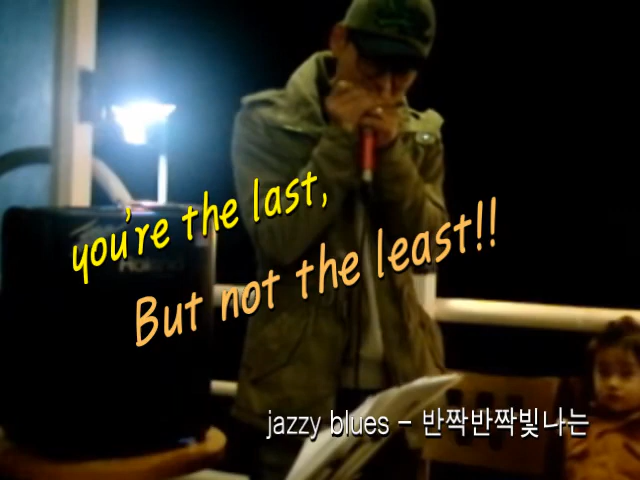 you're the last,
But not the least!!
jazzy blues – 반짝반짝빛나는